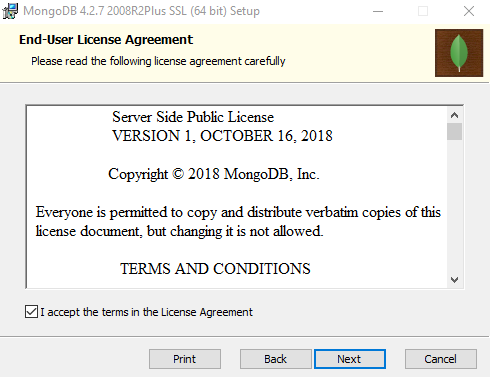 MongoDB 4.2.7 2008R2Plus SSL (64 bit) Setup
End-User License Agreement
Please read the following license agreement carefully
Server Side Public License
VERSION 1, OCTOBER 16, 2018
Copyright © 2018 MongoDB, Inc.
Everyone is permitted to copy and distribute verbatim copies of this
license document, but changing it is not allowed.
TERMS AND CONDITIONS
I accept the terms in the License Agreement
Print
Back
Next
Cancel